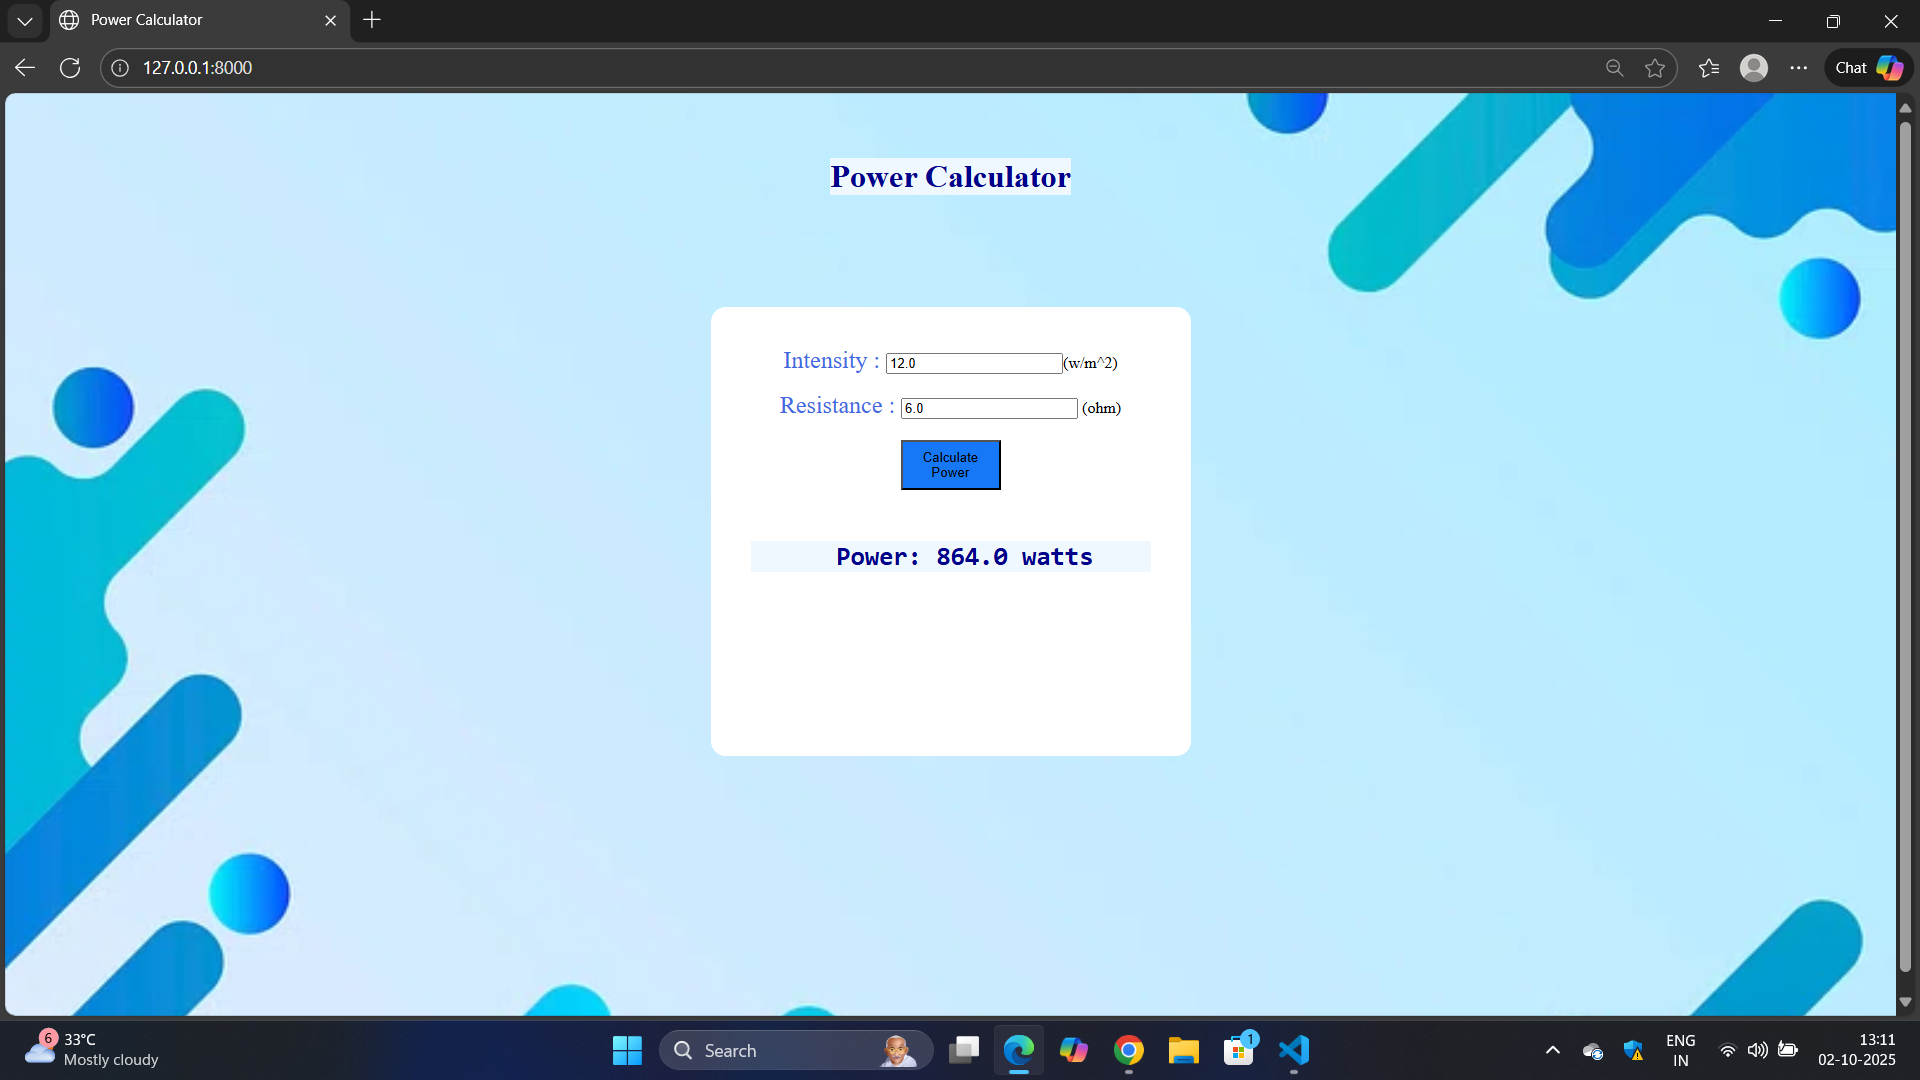 Power Calculator
127.0.0.1:8000
Chat
Power Calculator
Intensity : 12.0 (w/m^2)
Resistance : 6.0 (ohm)
Calculate
Power
Power: 864.0 watts
6
33°C
Mostly cloudy
Search
1
ENG
IN
13:11
02-10-2025